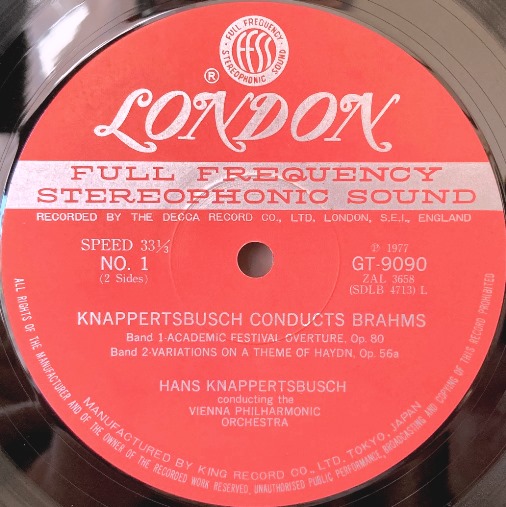 FULL FREQUENCY
ffss
STEREOPHONIC SOUND
®
LONDON
FULL FREQUENCY
STEREOPHONIC SOUND
RECORDED BY THE DECCA RECORD CO., LTD. LONDON, S.E.I., ENGLAND
SPEED 33⅓
NO. 1
(2 Sides)
℗ 1977
GT-9090
ZAL 3658
(SDLB 4713) L
KNAPPERTSBUSCH CONDUCTS BRAHMS
Band 1-ACADEMIC FESTIVAL OVERTURE, Op. 80
Band 2-VARIATIONS ON A THEME OF HAYDN, Op. 56a
HANS KNAPPERTSBUSCH
conducting the
VIENNA PHILHARMONIC
ORCHESTRA
MANUFACTURED BY KING RECORD CO., LTD. TOKYO, JAPAN
ALL RIGHTS OF THE MANUFACTURER AND OF THE OWNER OF THE RECORDED WORK RESERVED, UNAUTHORISED PUBLIC PERFORMANCE, BROADCASTING AND COPYING OF THIS RECORD PROHIBITED